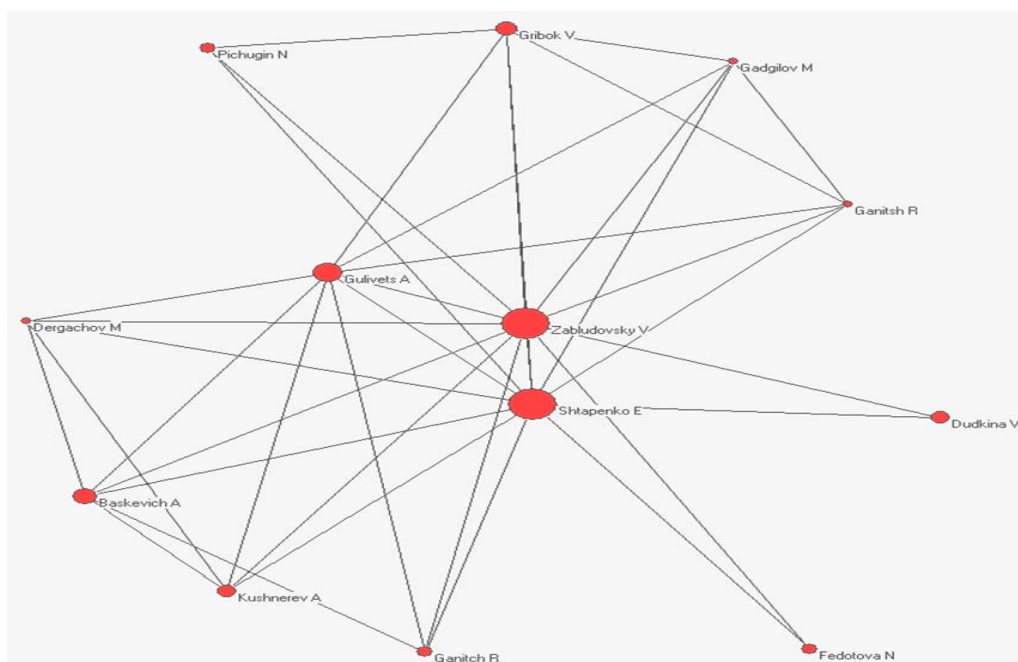 Pichugin N
Gribok V
Gadgilov M
Ganitsh R
Gulivets A
Dergachov M
Zabludovsky V
Shtapenko E
Dudkina V
Baskevich A
Kushnerev A
Ganitch R
Fedotova N